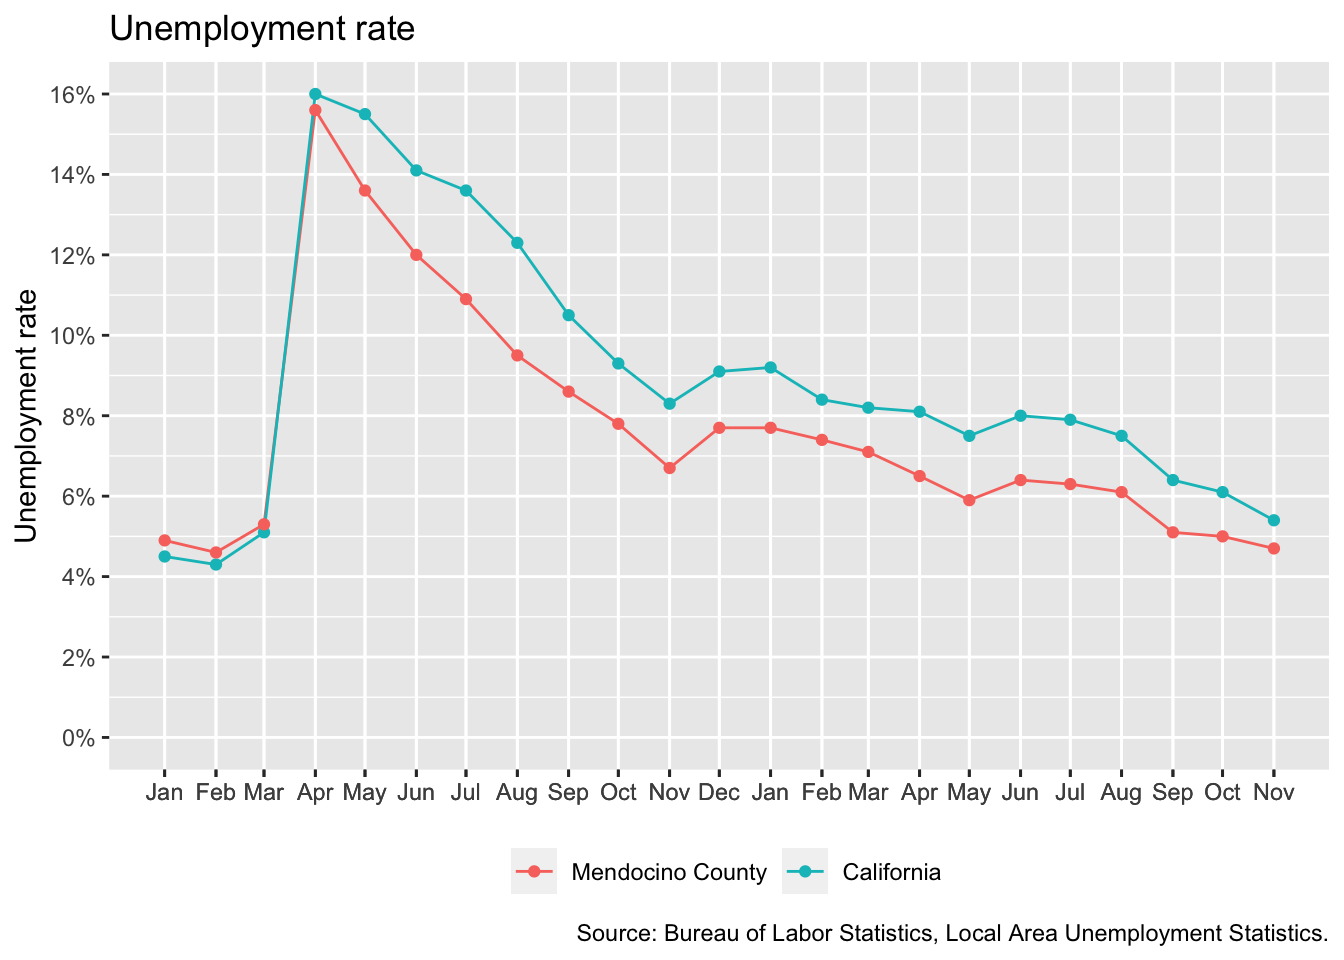 Unemployment rate
Unemployment rate
16%
14%
12%
10%
8%
6%
4%
2%
0%
Jan Feb Mar Apr May Jun Jul Aug Sep Oct Nov Dec Jan Feb Mar Apr May Jun Jul Aug Sep Oct Nov
Mendocino County California
Source: Bureau of Labor Statistics, Local Area Unemployment Statistics.